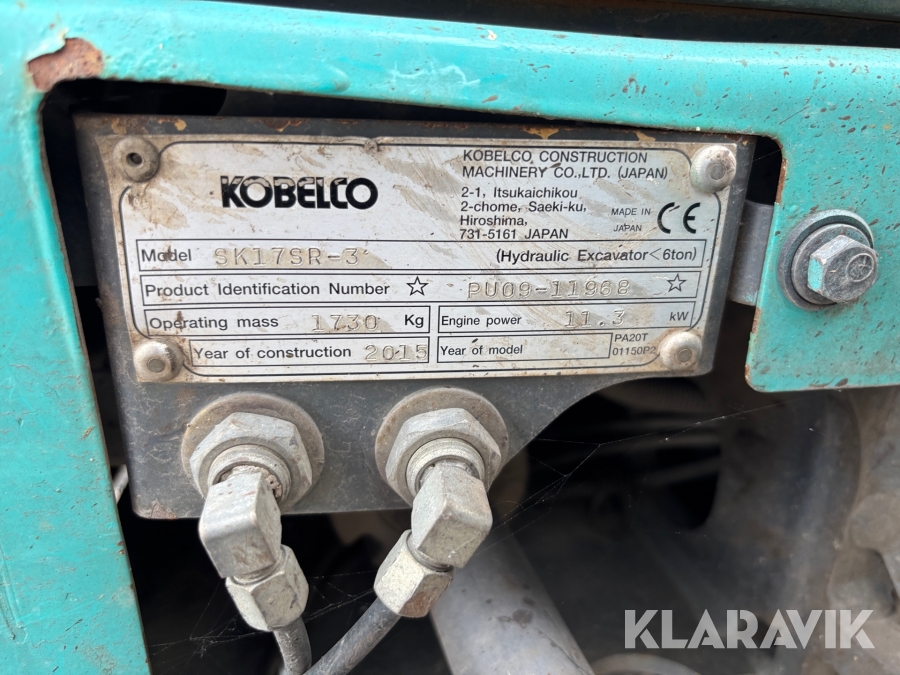 KOBELCO
KOBELCO CONSTRUCTION
MACHINERY CO.,LTD. (JAPAN)
2-1, Itsukaichikou,
2-chome, Saeki-ku,
Hiroshima,
731-5161 JAPAN
MADE IN
JAPAN
CE
Model SK17SR-3 (Hydraulic Excavator<6ton)
Product Identification Number ☆ PU09-11968 ☆
Operating mass 1730 Kg Engine power 11.3 kW
Year of construction 2015 Year of model PA20T
01150P2
KLARAVIK